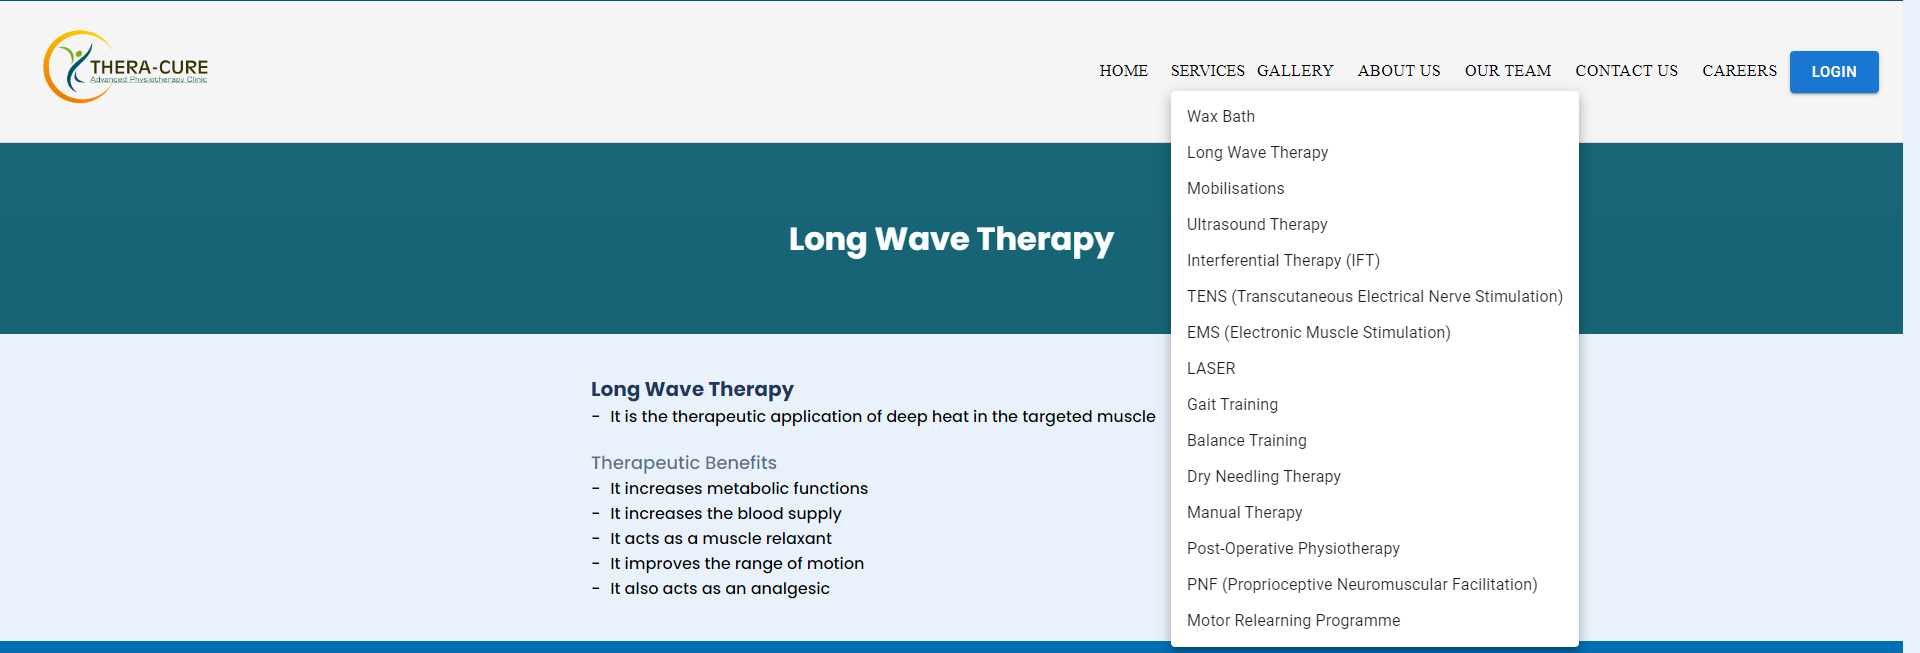 THERA-CURE
Advanced Physiotherapy Clinic
HOME SERVICES GALLERY ABOUT US OUR TEAM CONTACT US CAREERS LOGIN
Wax Bath
Long Wave Therapy
Mobilisations
Ultrasound Therapy
Interferential Therapy (IFT)
TENS (Transcutaneous Electrical Nerve Stimulation)
EMS (Electronic Muscle Stimulation)
LASER
Gait Training
Balance Training
Dry Needling Therapy
Manual Therapy
Post-Operative Physiotherapy
PNF (Proprioceptive Neuromuscular Facilitation)
Motor Relearning Programme
Long Wave Therapy
Long Wave Therapy
- It is the therapeutic application of deep heat in the targeted muscle
Therapeutic Benefits
- It increases metabolic functions
- It increases the blood supply
- It acts as a muscle relaxant
- It improves the range of motion
- It also acts as an analgesic